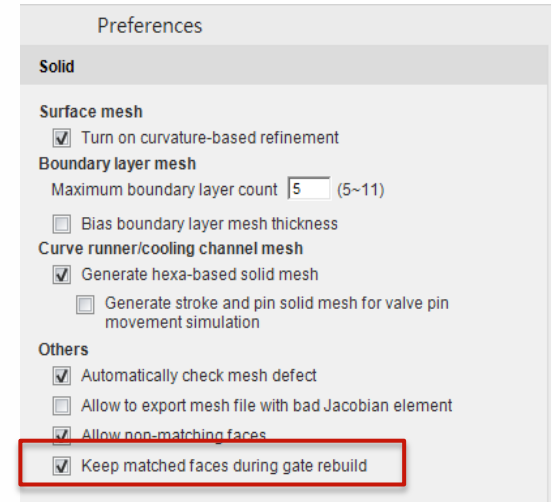 Preferences
Solid
Surface mesh
Turn on curvature-based refinement
Boundary layer mesh
Maximum boundary layer count 5 (5~11)
Bias boundary layer mesh thickness
Curve runner/cooling channel mesh
Generate hexa-based solid mesh
Generate stroke and pin solid mesh for valve pin
movement simulation
Others
Automatically check mesh defect
Allow to export mesh file with bad Jacobian element
Allow non-matching faces
Keep matched faces during gate rebuild